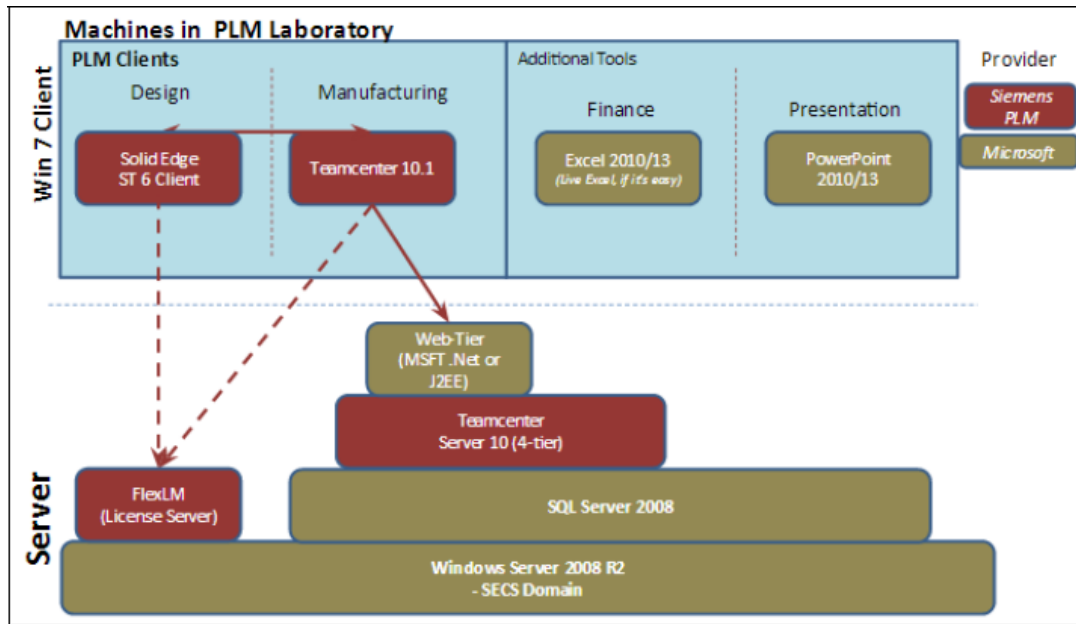 Machines in PLM Laboratory
Win 7 Client
PLM Clients
Design
Manufacturing
Solid Edge
ST 6 Client
Teamcenter 10.1
Additional Tools
Finance
Presentation
Excel 2010/13
(Live Excel, if it's easy)
PowerPoint
2010/13
Provider
Siemens
PLM
Microsoft
Server
Web-Tier
(MSFT .Net or
J2EE)
Teamcenter
Server 10 (4-tier)
FlexLM
(License Server)
SQL Server 2008
Windows Server 2008 R2
- SECS Domain